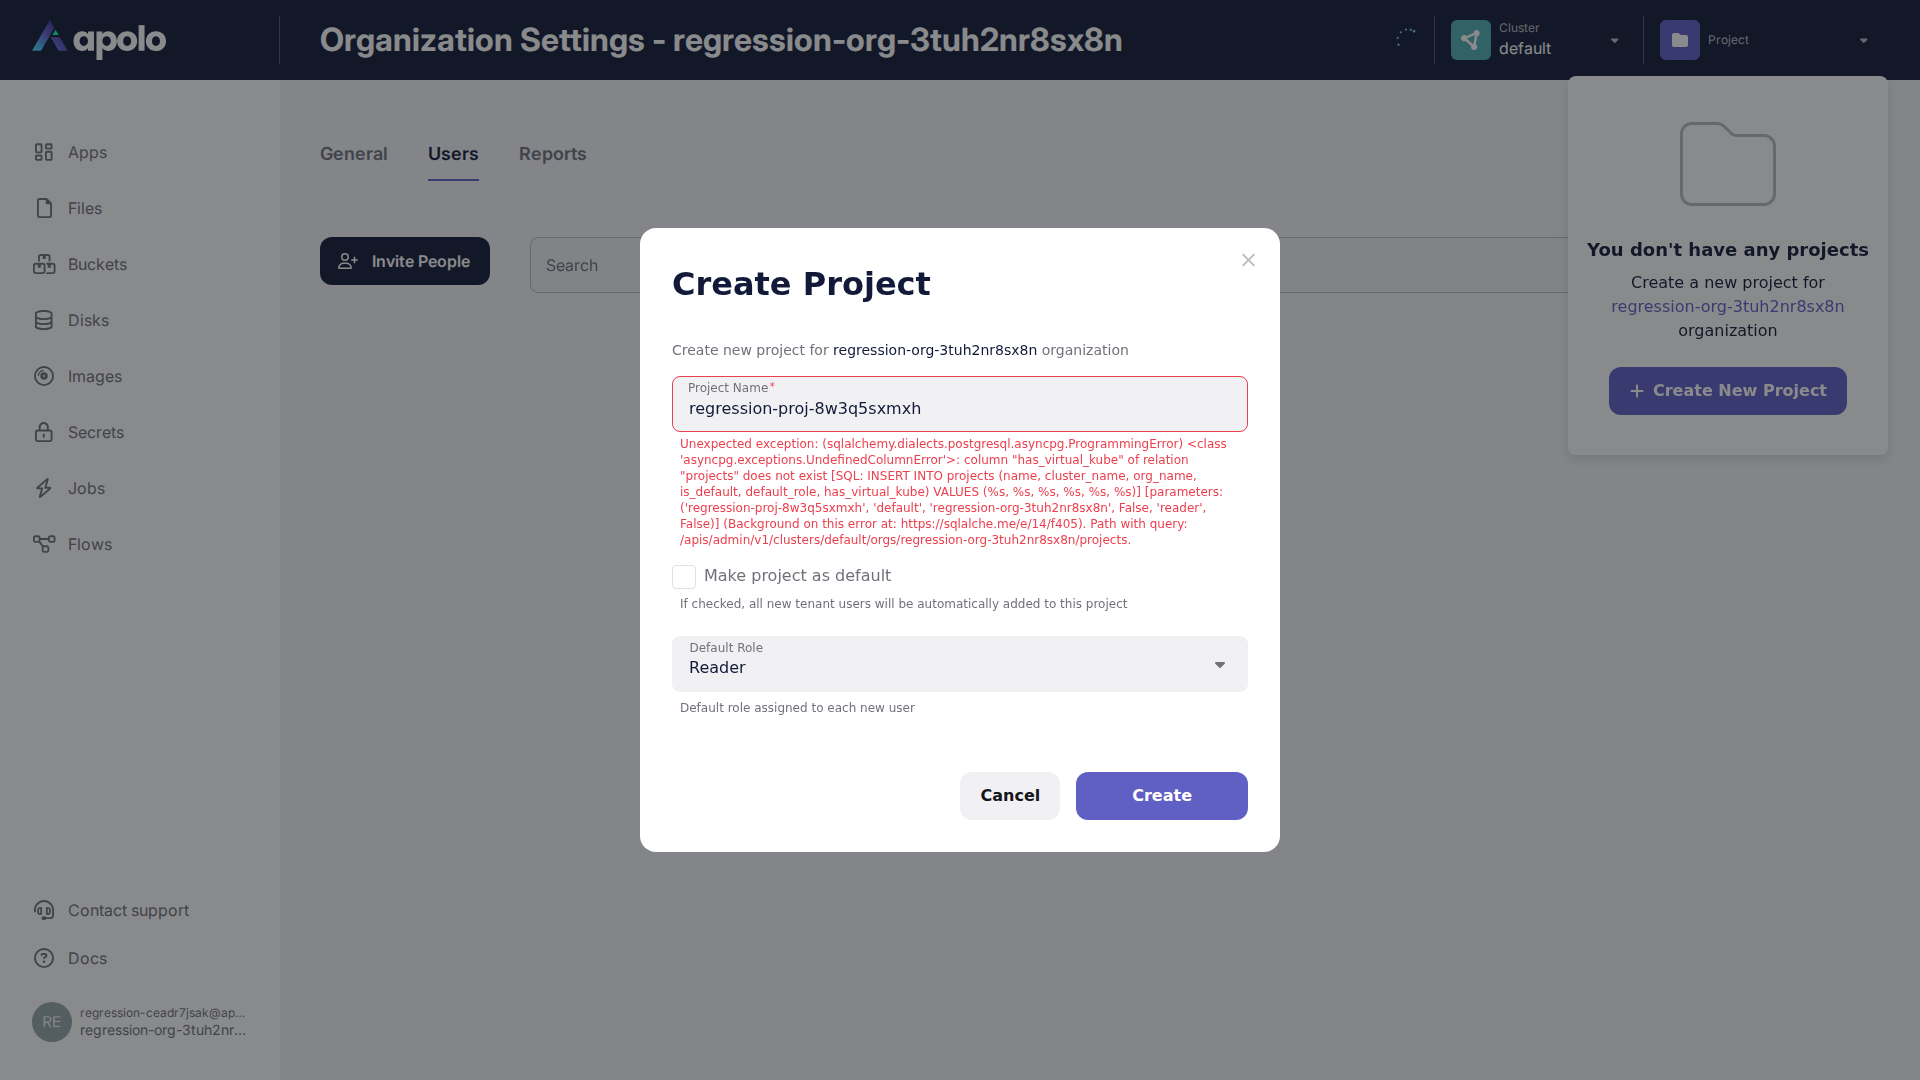 apolo
Organization Settings - regression-org-3tuh2nr8sx8n
Cluster
default
Project
Apps
Files
Buckets
Disks
Images
Secrets
Jobs
Flows
Contact support
Docs
RE
regression-ceadr7jsak@ap...
regression-org-3tuh2nr...
General
Users
Reports
Invite People
Search
You don't have any projects
Create a new project for
regression-org-3tuh2nr8sx8n
organization
+ Create New Project
Create Project
Create new project for regression-org-3tuh2nr8sx8n organization
Project Name*
regression-proj-8w3q5sxmxh
Unexpected exception: (sqlalchemy.dialects.postgresql.asyncpg.ProgrammingError) <class
'asyncpg.exceptions.UndefinedColumnError'>: column "has_virtual_kube" of relation
"projects" does not exist [SQL: INSERT INTO projects (name, cluster_name, org_name,
is_default, default_role, has_virtual_kube) VALUES (%s, %s, %s, %s, %s, %s)] [parameters:
('regression-proj-8w3q5sxmxh', 'default', 'regression-org-3tuh2nr8sx8n', False, 'reader',
False)] (Background on this error at: https://sqlalche.me/e/14/f405). Path with query:
/apis/admin/v1/clusters/default/orgs/regression-org-3tuh2nr8sx8n/projects.
Make project as default
If checked, all new tenant users will be automatically added to this project
Default Role
Reader
Default role assigned to each new user
Cancel
Create